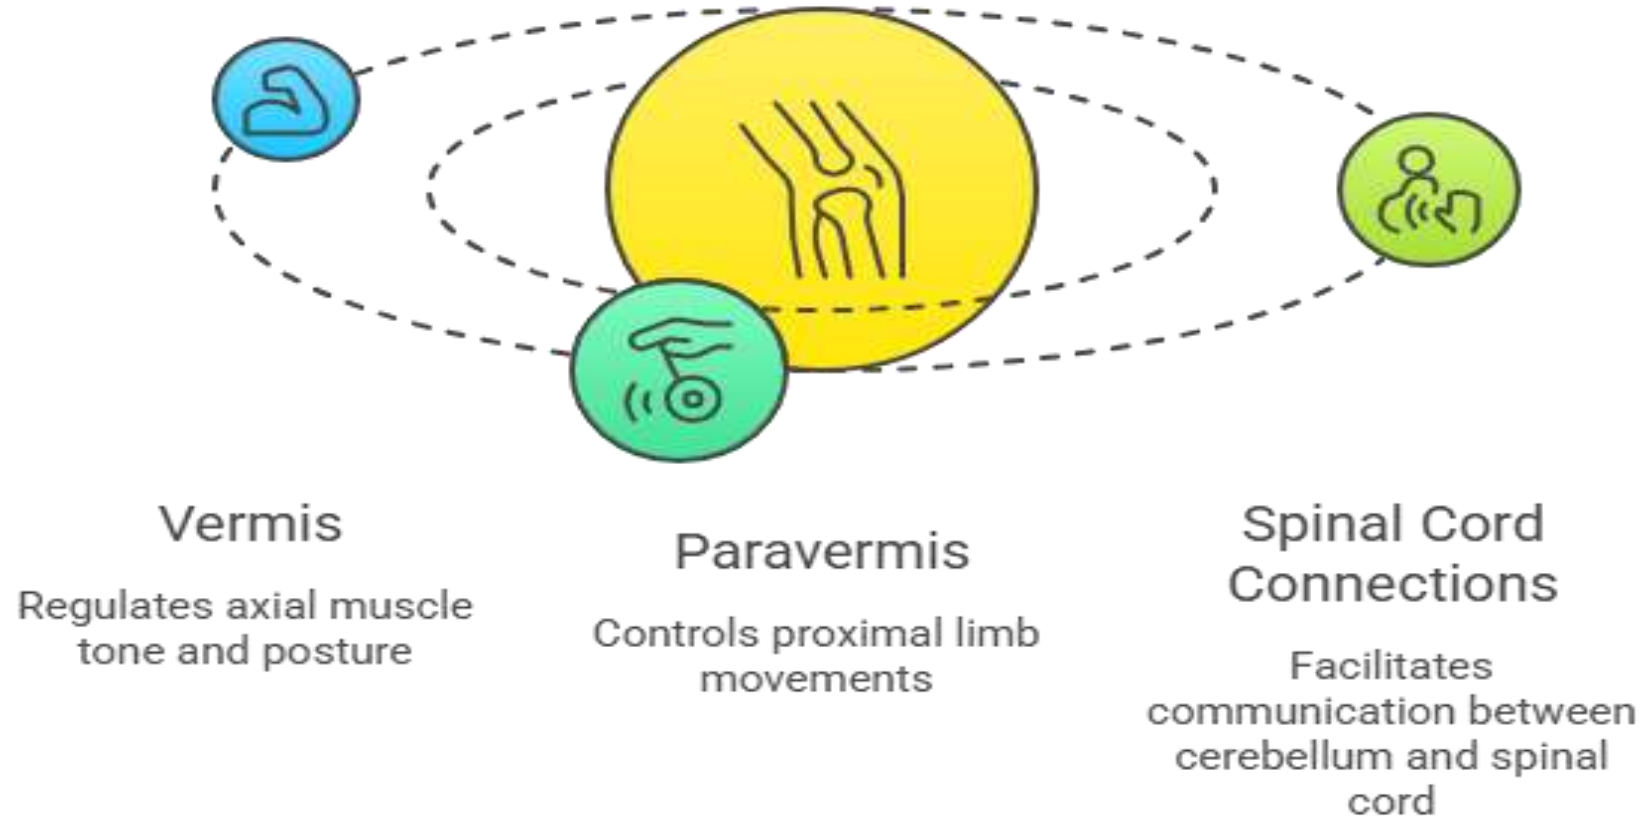 Vermis
Regulates axial muscle
tone and posture
Paravermis
Controls proximal limb
movements
Spinal Cord
Connections
Facilitates
communication between
cerebellum and spinal
cord